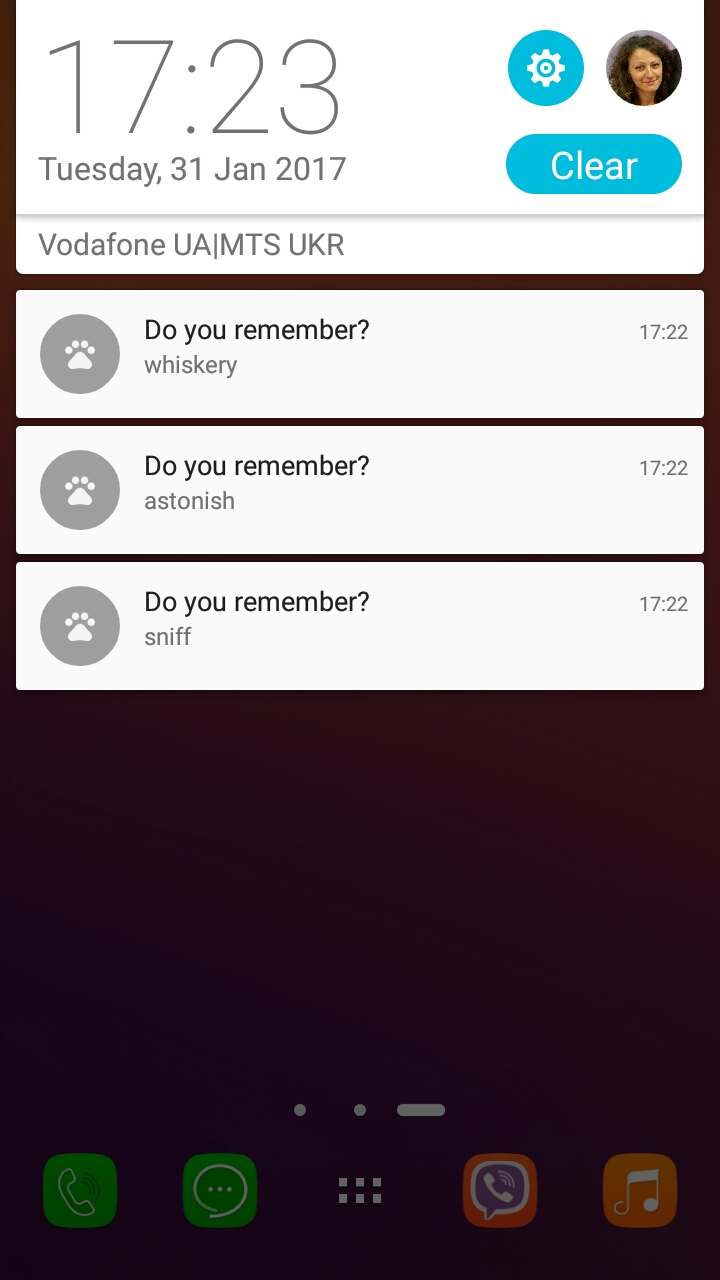 17:23
Tuesday, 31 Jan 2017
Clear
Vodafone UA|MTS UKR
Do you remember?
17:22
whiskery
Do you remember?
17:22
astonish
Do you remember?
17:22
sniff